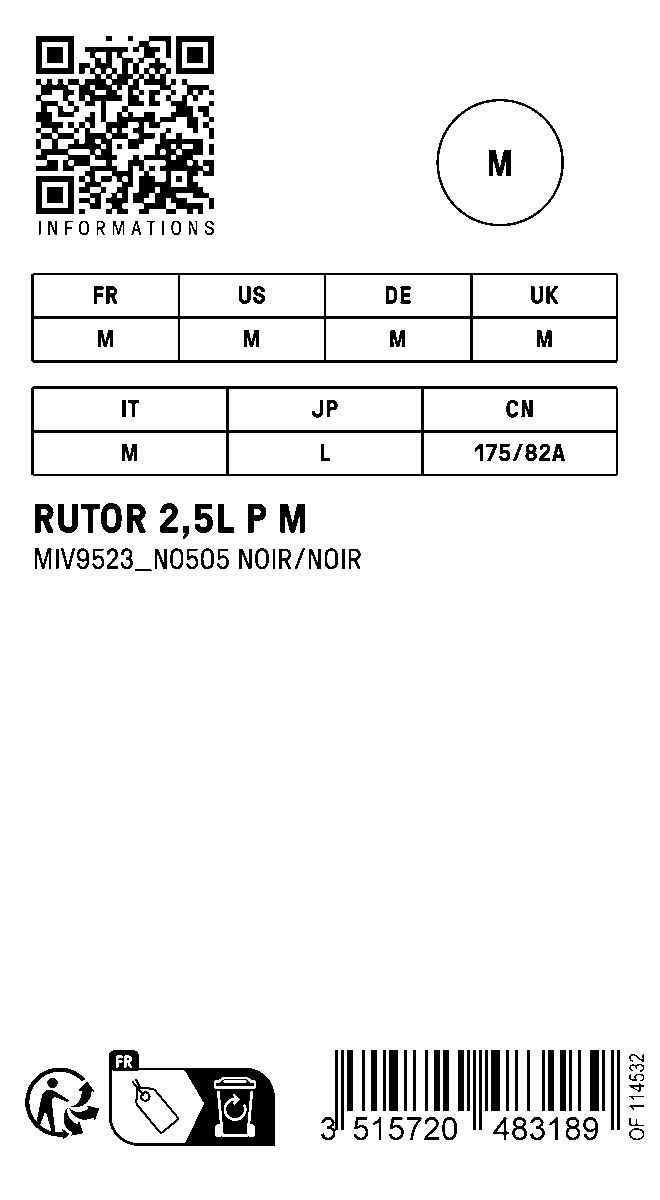 INFORMATIONS
M
FR US DE UK
M M M M
IT JP CN
M L 175/82A
RUTOR 2,5L P M
MIV9523_N0505 NOIR/NOIR
FR
3 515720 483189
OF 114532